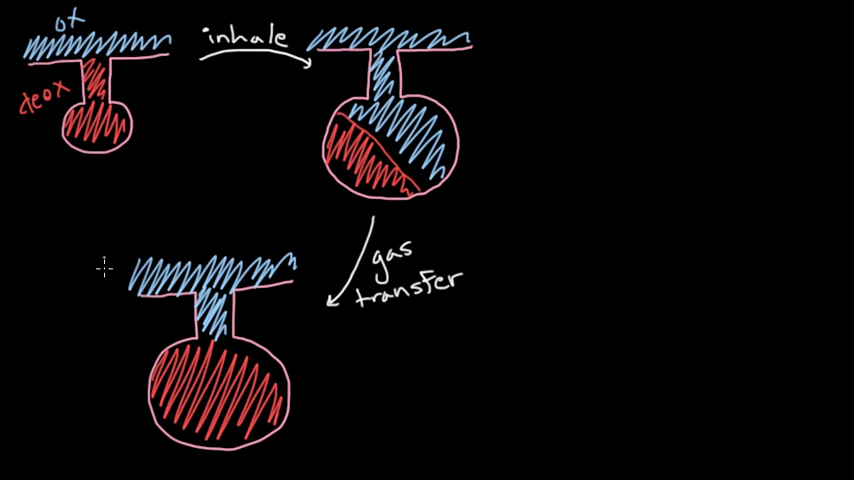 ox
inhale
deox
gas
transfer